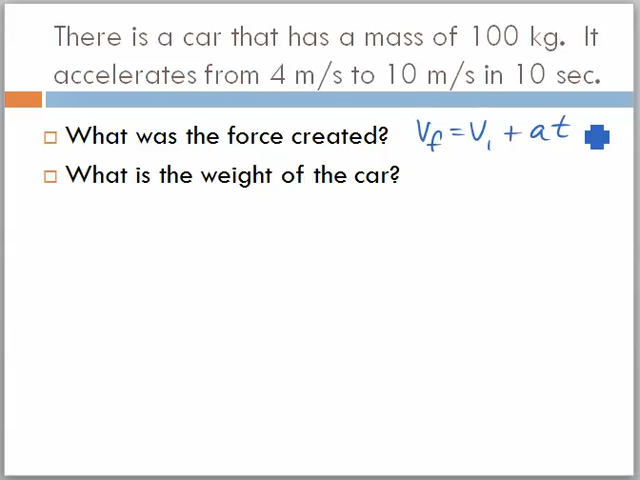 There is a car that has a mass of 100 kg. It
accelerates from 4 m/s to 10 m/s in 10 sec.
What was the force created? Vf = V1 + at
What is the weight of the car?